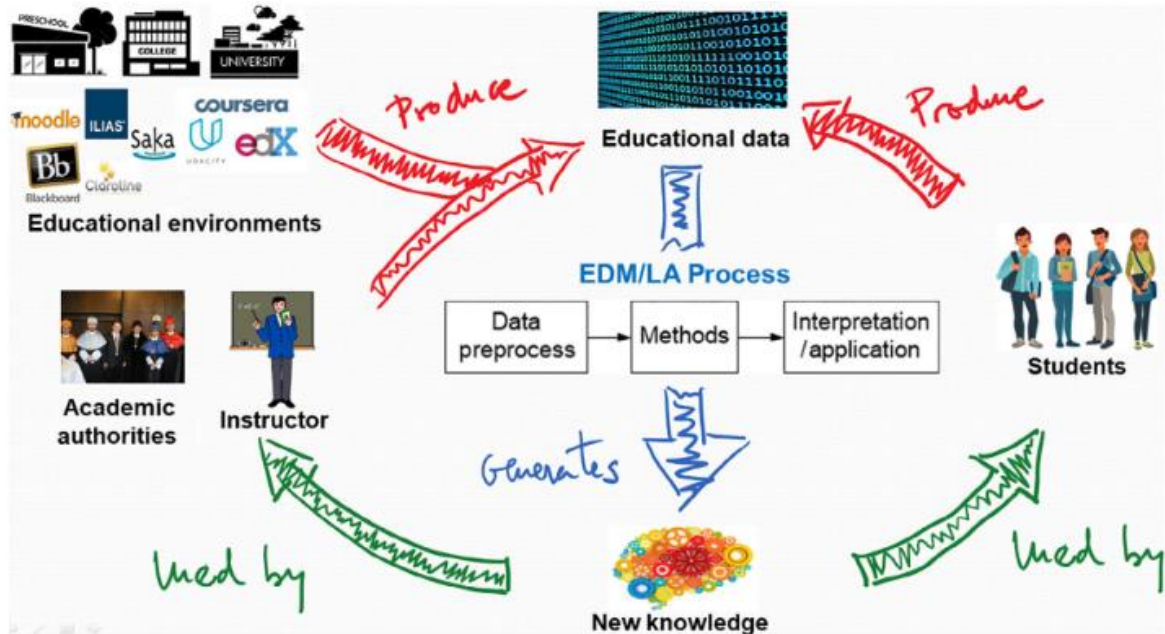 PRESCHOOL
COLLEGE
UNIVERSITY
moodle
ILIAS
Saka
coursera
UDACITY
edX
Bb
Blackboard
Claroline
Educational environments
Produce
Educational data
Produce
EDM/LA Process
Data
preprocess
Methods
Interpretation
/application
Students
Academic
authorities
Instructor
Generates
used by
used by
New knowledge